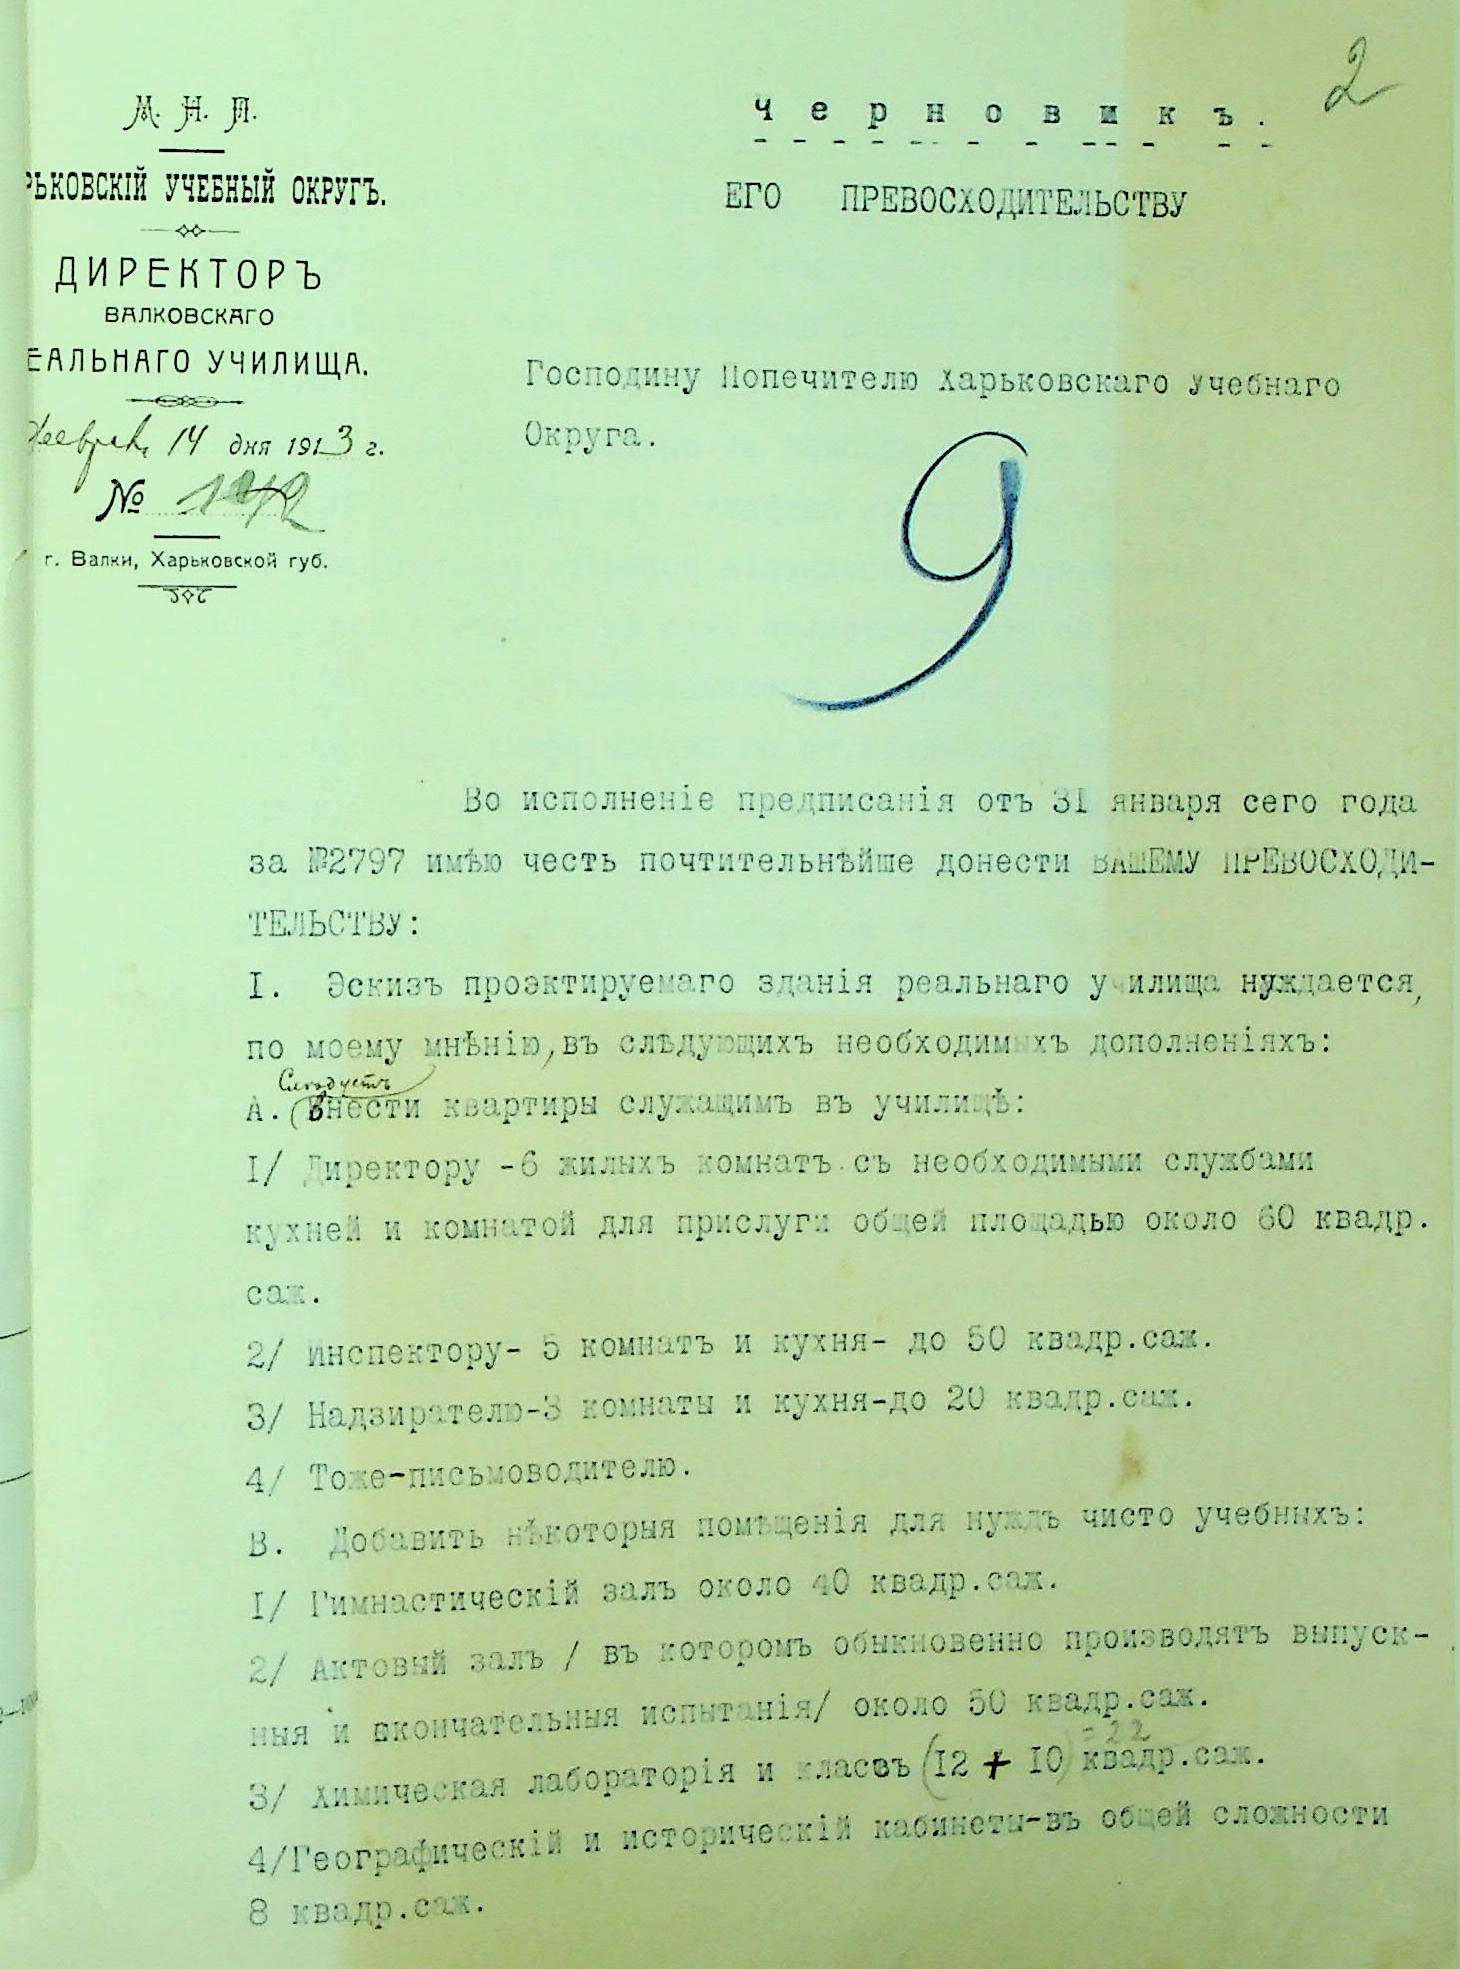 2
М. Н. П.
РЬКОВСКІЙ УЧЕБНЫЙ ОКРУГЪ.
ДИРЕКТОРЪ
ВАЛКОВСКАГО
ЕАЛЬНАГО УЧИЛИЩА.
14 дня 1913 г.
№
г. Валки, Харьковской губ.
Черновикъ.
ЕГО ПРЕВОСХОДИТЕЛЬСТВУ
Господину Попечителю Харьковскаго Учебнаго
Округа.
9
Во исполненіе предписанія отъ 31 января сего года
за №2797 имѣю честь почтительнѣйше донести ВАШЕМУ ПРЕВОСХОДИ-
ТЕЛЬСТВУ:
I. Эскизъ проэктируемаго зданія реальнаго училища нуждается,
по моему мнѣнію, въ слѣдующихъ необходимыхъ дополненіяхъ:
Слѣдуетъ
А. (Внести квартиры служащимъ въ училищѣ:
I/ Директору -6 жилыхъ комнатъ съ необходимыми службами
кухней и комнатой для прислуги общей площадью около 60 квадр.
саж.
2/ Инспектору- 5 комнатъ и кухня- до 50 квадр.саж.
3/ Надзирателю-3 комнаты и кухня-до 20 квадр.саж.
4/ Тоже-письмоводителю.
В. Добавить нѣкоторыя помѣщенія для нуждъ чисто учебныхъ:
I/ Гимнастическій залъ около 40 квадр.саж.
2/ Актовый залъ / въ которомъ обыкновенно производятъ выпуск-
ныя и окончательныя испытанія/ около 50 квадр.саж.
= 22
3/ Химическая лабораторія и классъ (I2 + IO) квадр.саж.
4/Географическій и историческій кабинеты-въ общей сложности
8 квадр.саж.